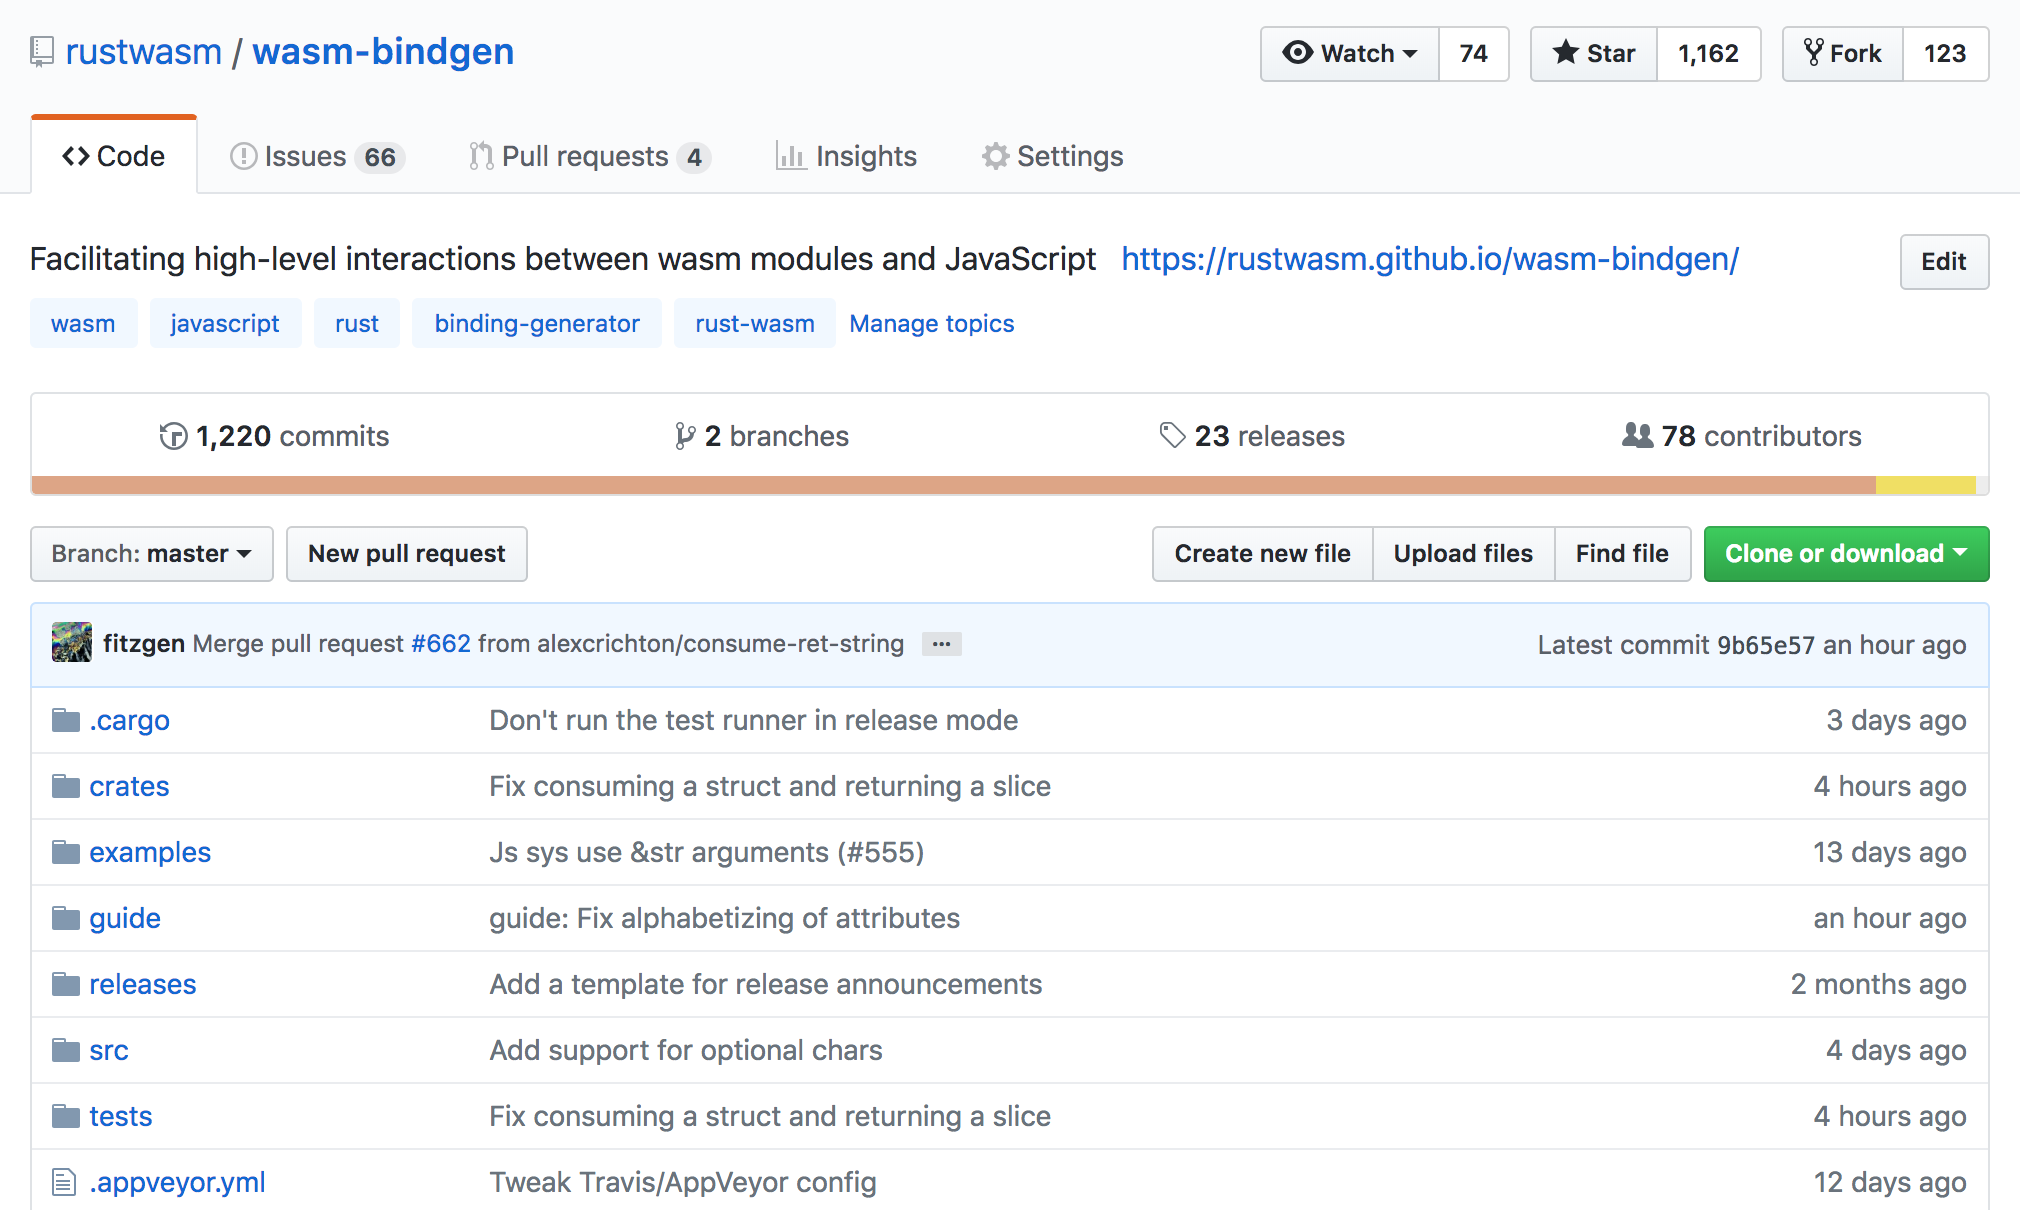 rustwasm / wasm-bindgen
Watch 74 Star 1,162 Fork 123
Code Issues 66 Pull requests 4 Insights Settings
Facilitating high-level interactions between wasm modules and JavaScript https://rustwasm.github.io/wasm-bindgen/ Edit
wasm javascript rust binding-generator rust-wasm Manage topics
1,220 commits 2 branches 23 releases 78 contributors
Branch: master New pull request Create new file Upload files Find file Clone or download
fitzgen Merge pull request #662 from alexcrichton/consume-ret-string ... Latest commit 9b65e57 an hour ago
.cargo Don't run the test runner in release mode 3 days ago
crates Fix consuming a struct and returning a slice 4 hours ago
examples Js sys use &str arguments (#555) 13 days ago
guide guide: Fix alphabetizing of attributes an hour ago
releases Add a template for release announcements 2 months ago
src Add support for optional chars 4 days ago
tests Fix consuming a struct and returning a slice 4 hours ago
.appveyor.yml Tweak Travis/AppVeyor config 12 days ago